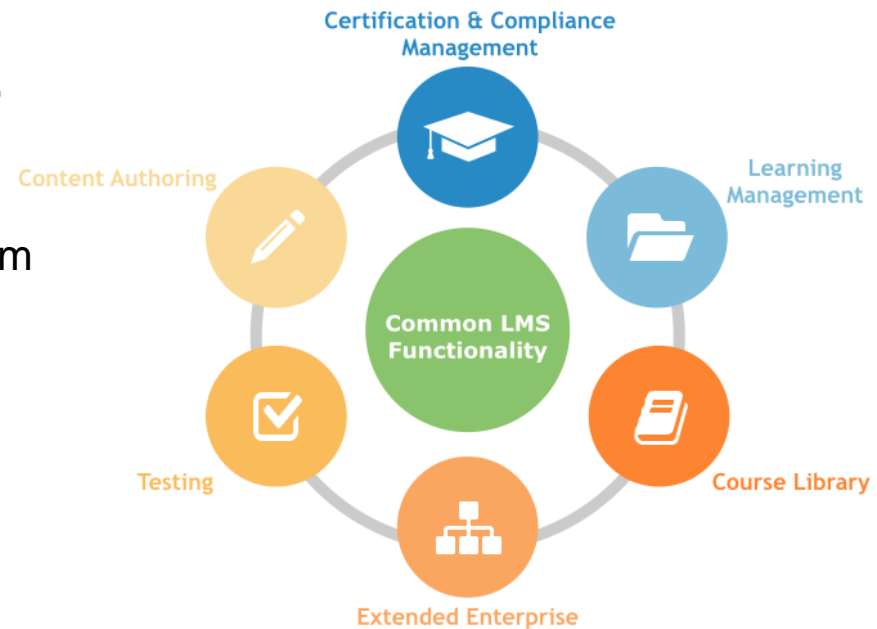 Certification & Compliance
Management
Content Authoring
Learning
Management
m
Common LMS
Functionality
Testing
Course Library
Extended Enterprise